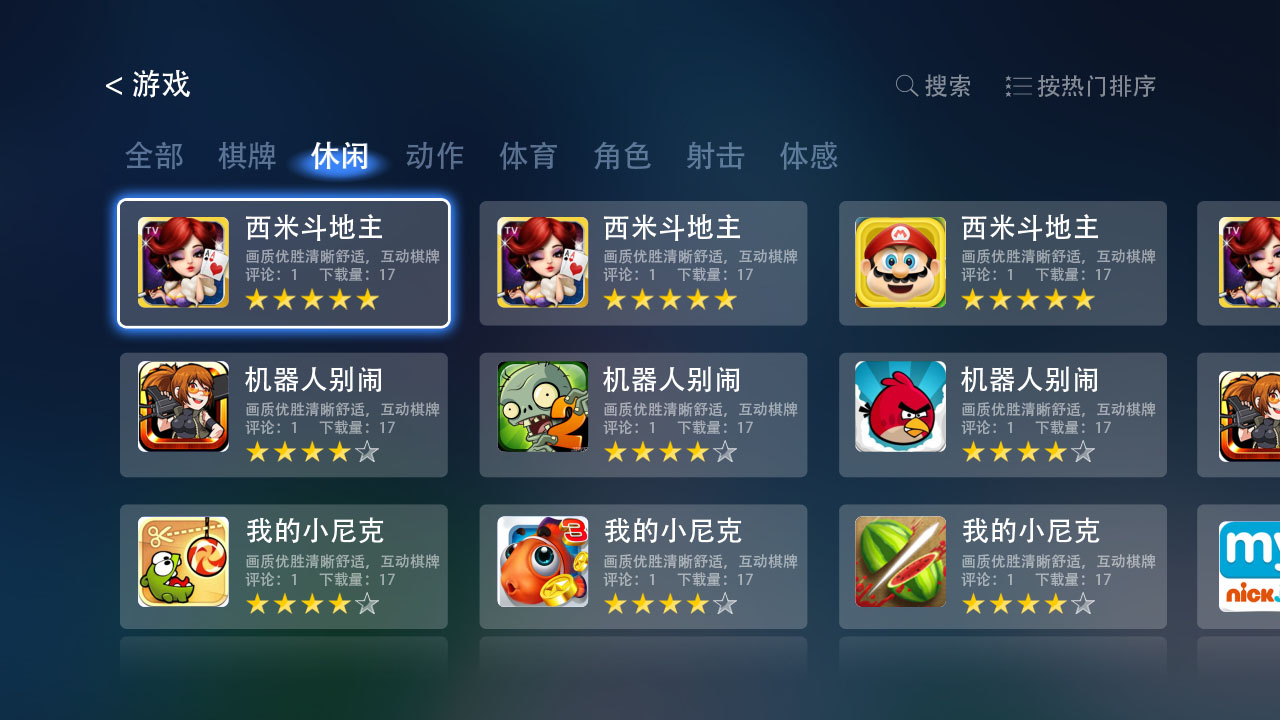 < 游戏
搜索 按热门排序
全部 棋牌 休闲 动作 体育 角色 射击 体感
TV
西米斗地主
画质优胜清晰舒适，互动棋牌
评论：1 下载量：17
TV
西米斗地主
画质优胜清晰舒适，互动棋牌
评论：1 下载量：17
M
西米斗地主
画质优胜清晰舒适，互动棋牌
评论：1 下载量：17
TV
机器人别闹
画质优胜清晰舒适，互动棋牌
评论：1 下载量：17
2
机器人别闹
画质优胜清晰舒适，互动棋牌
评论：1 下载量：17
机器人别闹
画质优胜清晰舒适，互动棋牌
评论：1 下载量：17
我的小尼克
画质优胜清晰舒适，互动棋牌
评论：1 下载量：17
3
我的小尼克
画质优胜清晰舒适，互动棋牌
评论：1 下载量：17
我的小尼克
画质优胜清晰舒适，互动棋牌
评论：1 下载量：17
my
nick